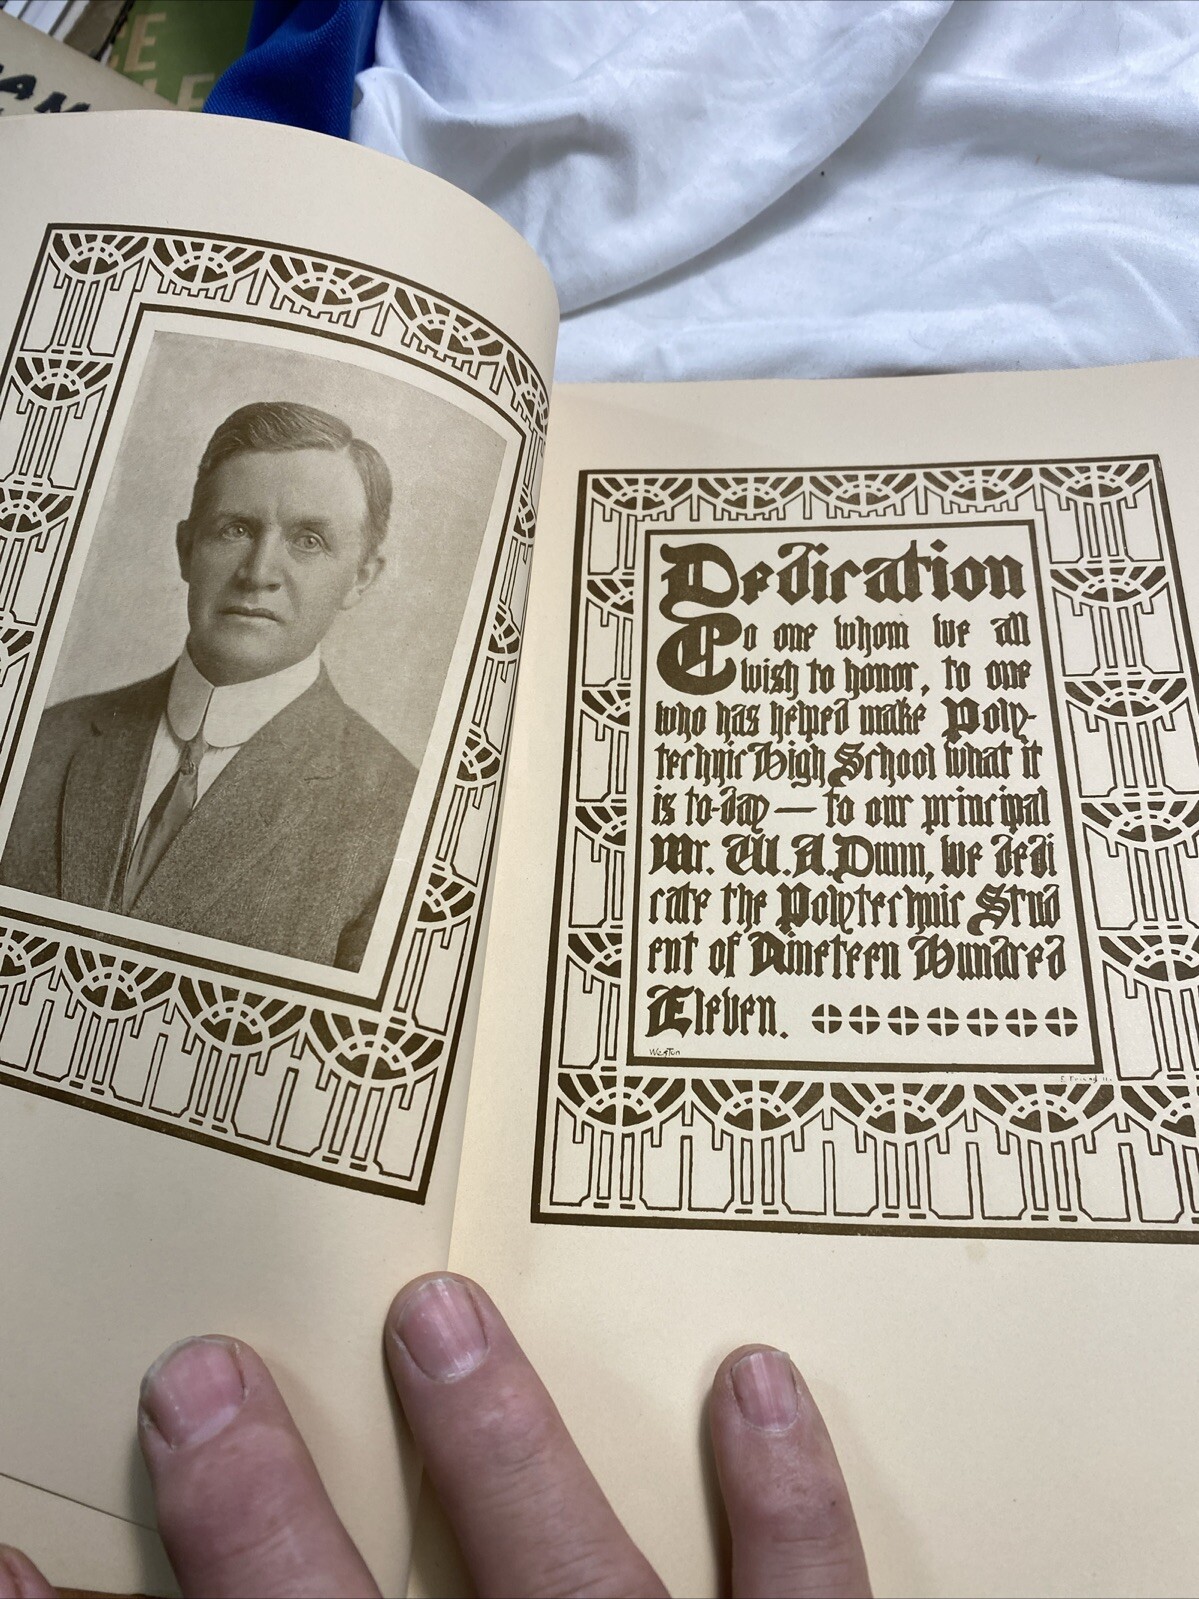 Dedication
To one whom we all
wish to honor, to one
who has helped make Poly-
technic High School what it
is to-day — to our principal
Mr. W. A. Dunn, we dedi
cate the Polytechnic Stud
ent of Nineteen Hundred
Eleven.
Weston